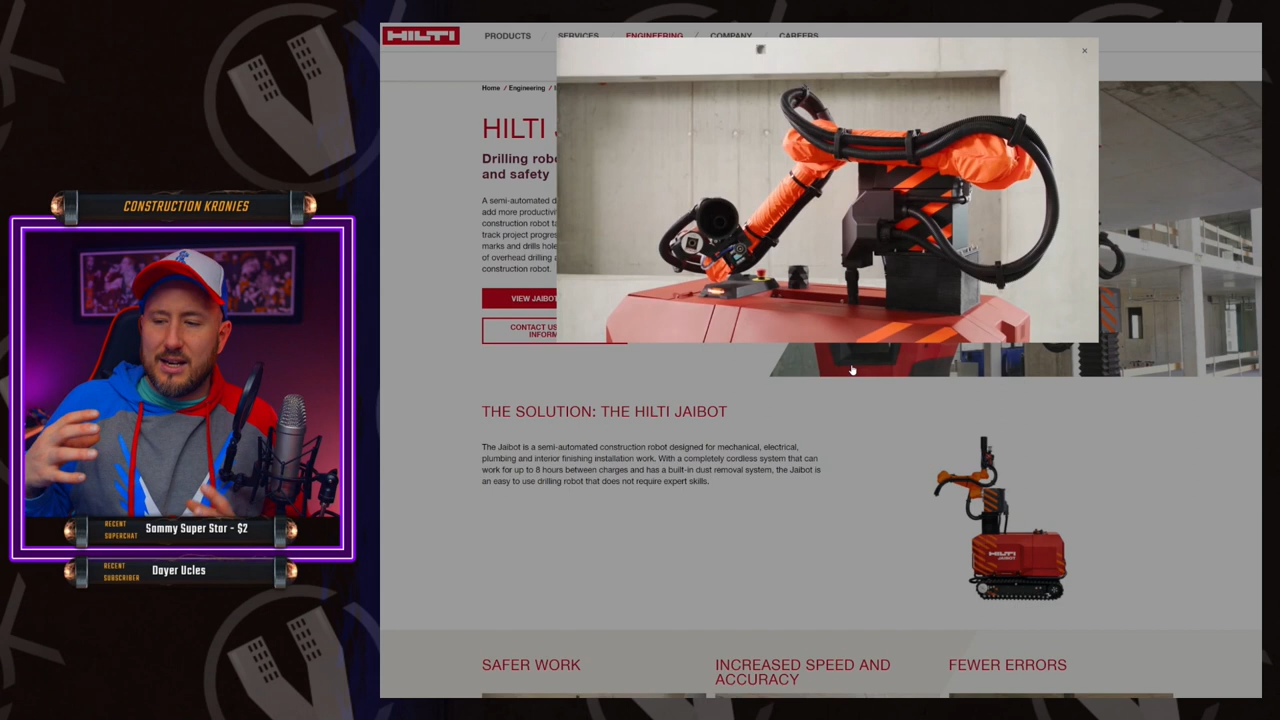 CONSTRUCTION KRONIES
RECENT
SUPERCHAT
Sammy Super Star - $2
RECENT
SUBSCRIBER
Dayer Ucles
HILTI
PRODUCTS / SERVICES / ENGINEERING / COMPANY / CAREERS
×
Home / Engineering /
HILTI
Drilling
and safety
A semi-automated
add more
construction robot
track project
marks and drills
of overhead drilling
construction robot.
VIEW JAIBOT
CONTACT US
THE SOLUTION: THE HILTI JAIBOT
The Jaibot is a semi-automated construction robot designed for mechanical, electrical,
plumbing and interior finishing installation work. With a completely cordless system that can
work for up to 8 hours between charges and has a built-in dust removal system, the Jaibot is
an easy to use drilling robot that does not require expert skills.
HILTI
JAIBOT
SAFER WORK
INCREASED SPEED AND
ACCURACY
FEWER ERRORS